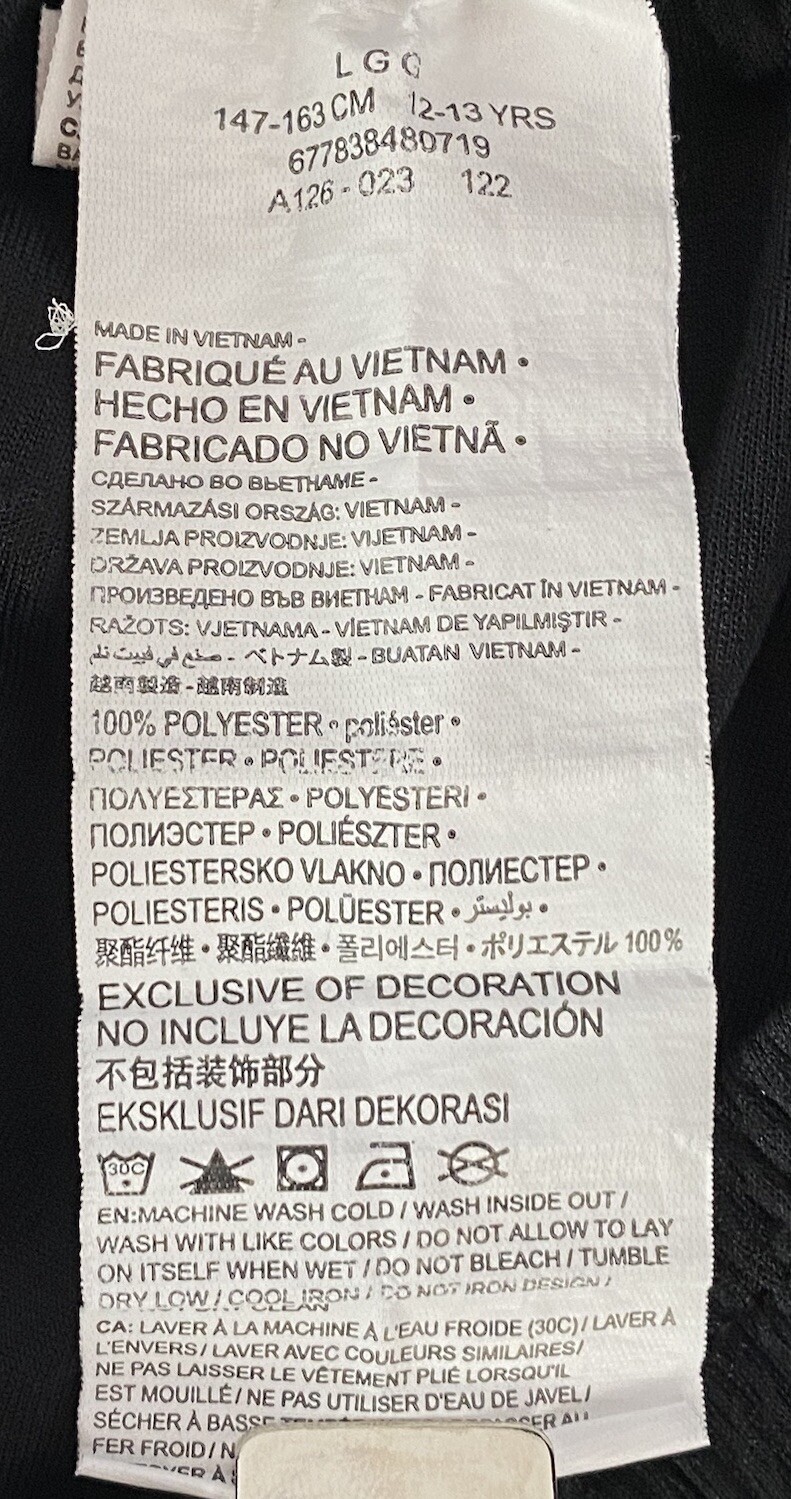 LGG
147-163 CM 12-13 YRS
677838480719
A126-023 122
MADE IN VIETNAM -
FABRIQUÉ AU VIETNAM •
HECHO EN VIETNAM •
FABRICADO NO VIETNÃ •
СДЕЛАНО ВО ВЬЕТНАМЕ -
SZÁRMAZÁSI ORSZÁG: VIETNAM -
ZEMLJA PROIZVODNJE: VIJETNAM -
DRŽAVA PROIZVODNJE: VIETNAM -
ПРОИЗВЕДЕНО ВЪВ ВИЕТНАМ - FABRICAT ÎN VIETNAM -
RAŽOTS: VJETNAMA - VİETNAM DE YAPILMIŞTIR -
صنع في فييت نام - ベトナム製 - BUATAN VIETNAM -
越南製造 - 越南制造
100% POLYESTER • poliéster •
POLIESTER • POLIESTERE •
ΠΟΛΥΕΣΤΕΡΑΣ • POLYESTERI •
ПОЛИЭСТЕР • POLIÉSZTER •
POLIESTERSKO VLAKNO • ПОЛИЕСТЕР •
POLIESTERIS • POLÜESTER • بوليستر •
聚酯纤维 • 聚酯纖維 • 폴리에스터 • ポリエステル 100%
EXCLUSIVE OF DECORATION
NO INCLUYE LA DECORACIÓN
不包括装饰部分
EKSKLUSIF DARI DEKORASI
30C
EN:MACHINE WASH COLD / WASH INSIDE OUT /
WASH WITH LIKE COLORS / DO NOT ALLOW TO LAY
ON ITSELF WHEN WET / DO NOT BLEACH / TUMBLE
DRY LOW / COOL IRON / DO NOT IRON DESIGN /
CLEAN
CA: LAVER À LA MACHINE À L'EAU FROIDE (30C) / LAVER À
L'ENVERS / LAVER AVEC COULEURS SIMILAIRES/
NE PAS LAISSER LE VÊTEMENT PLIÉ LORSQU'IL
EST MOUILLÉ / NE PAS UTILISER D'EAU DE JAVEL/
SÉCHER À BASSE
FER FROID /